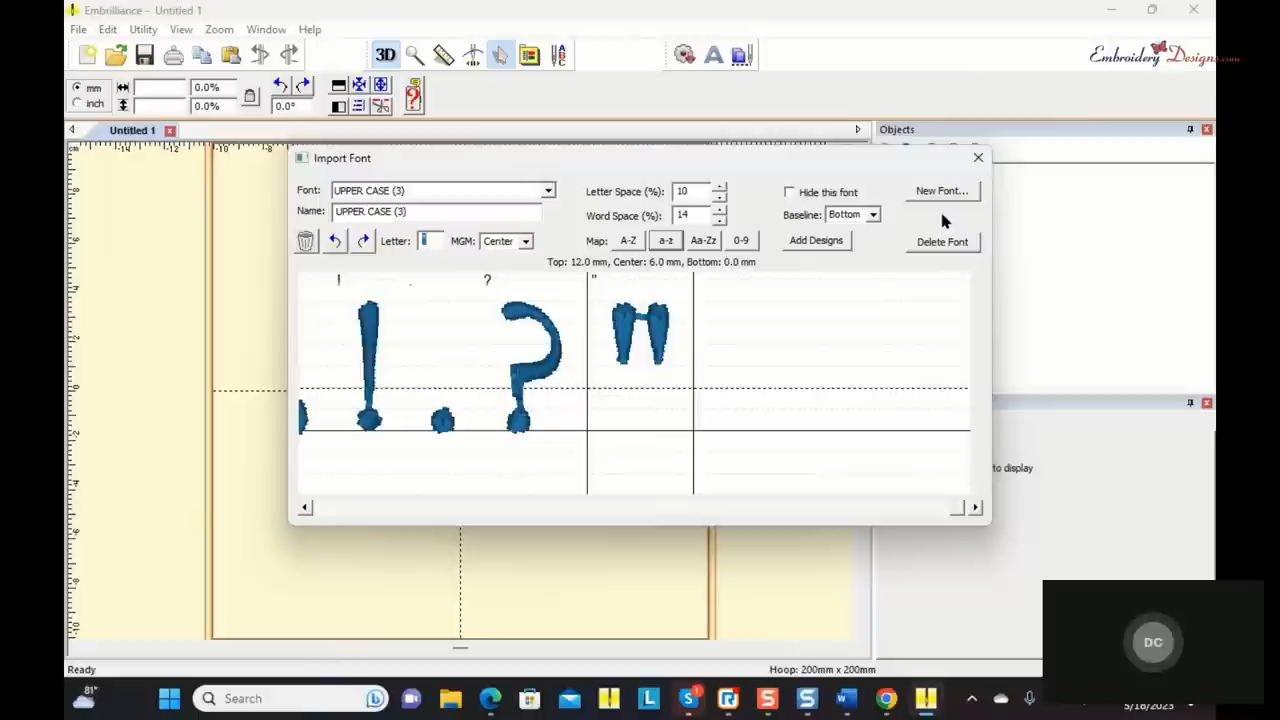 Embrilliance - Untitled 1
File Edit Utility View Zoom Window Help
3D
Embroidery Designs.com
mm 0.0%
inch 0.0% 0.0°
Untitled 1
Objects
Import Font
Font: UPPER CASE (3) Letter Space (%): 10 Hide this font New Font...
Name: UPPER CASE (3) Word Space (%): 14 Baseline: Bottom
Letter: MGM: Center Map: A-Z a-z Aa-Zz 0-9 Add Designs Delete Font
Top: 12.0 mm, Center: 6.0 mm, Bottom: 0.0 mm
! . ? "
! . ? "
to display
DC
Ready Hoop: 200mm x 200mm
81° Search
5/18/2023